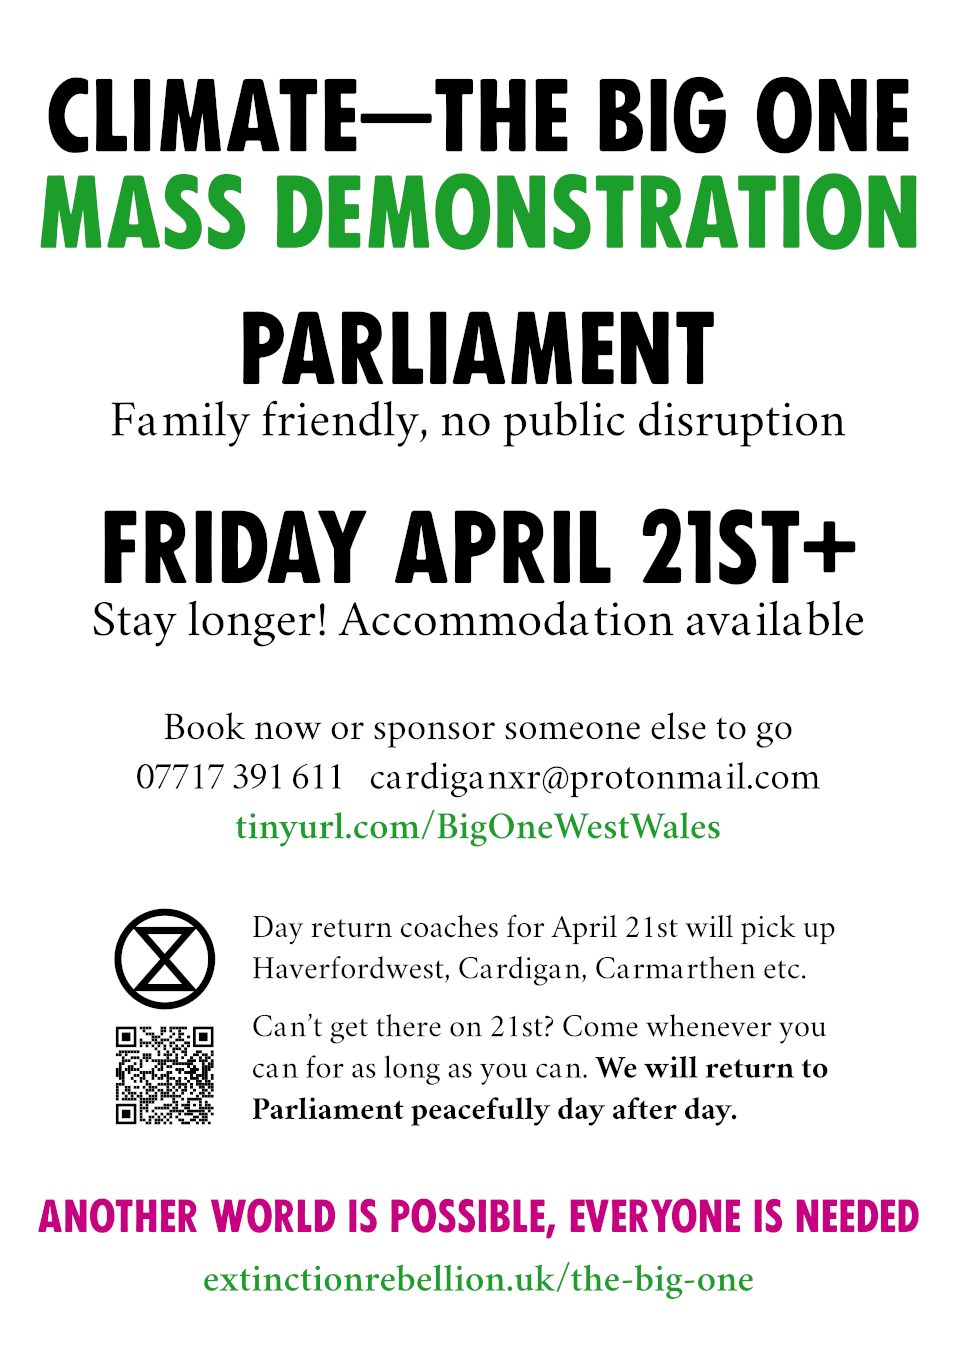 CLIMATE—THE BIG ONE
MASS DEMONSTRATION
PARLIAMENT
Family friendly, no public disruption
FRIDAY APRIL 21ST+
Stay longer! Accommodation available
Book now or sponsor someone else to go
07717 391 611 cardiganxr@protonmail.com
tinyurl.com/BigOneWestWales
Day return coaches for April 21st will pick up
Haverfordwest, Cardigan, Carmarthen etc.
Can’t get there on 21st? Come whenever you
can for as long as you can. We will return to
Parliament peacefully day after day.
ANOTHER WORLD IS POSSIBLE, EVERYONE IS NEEDED
extinctionrebellion.uk/the-big-one